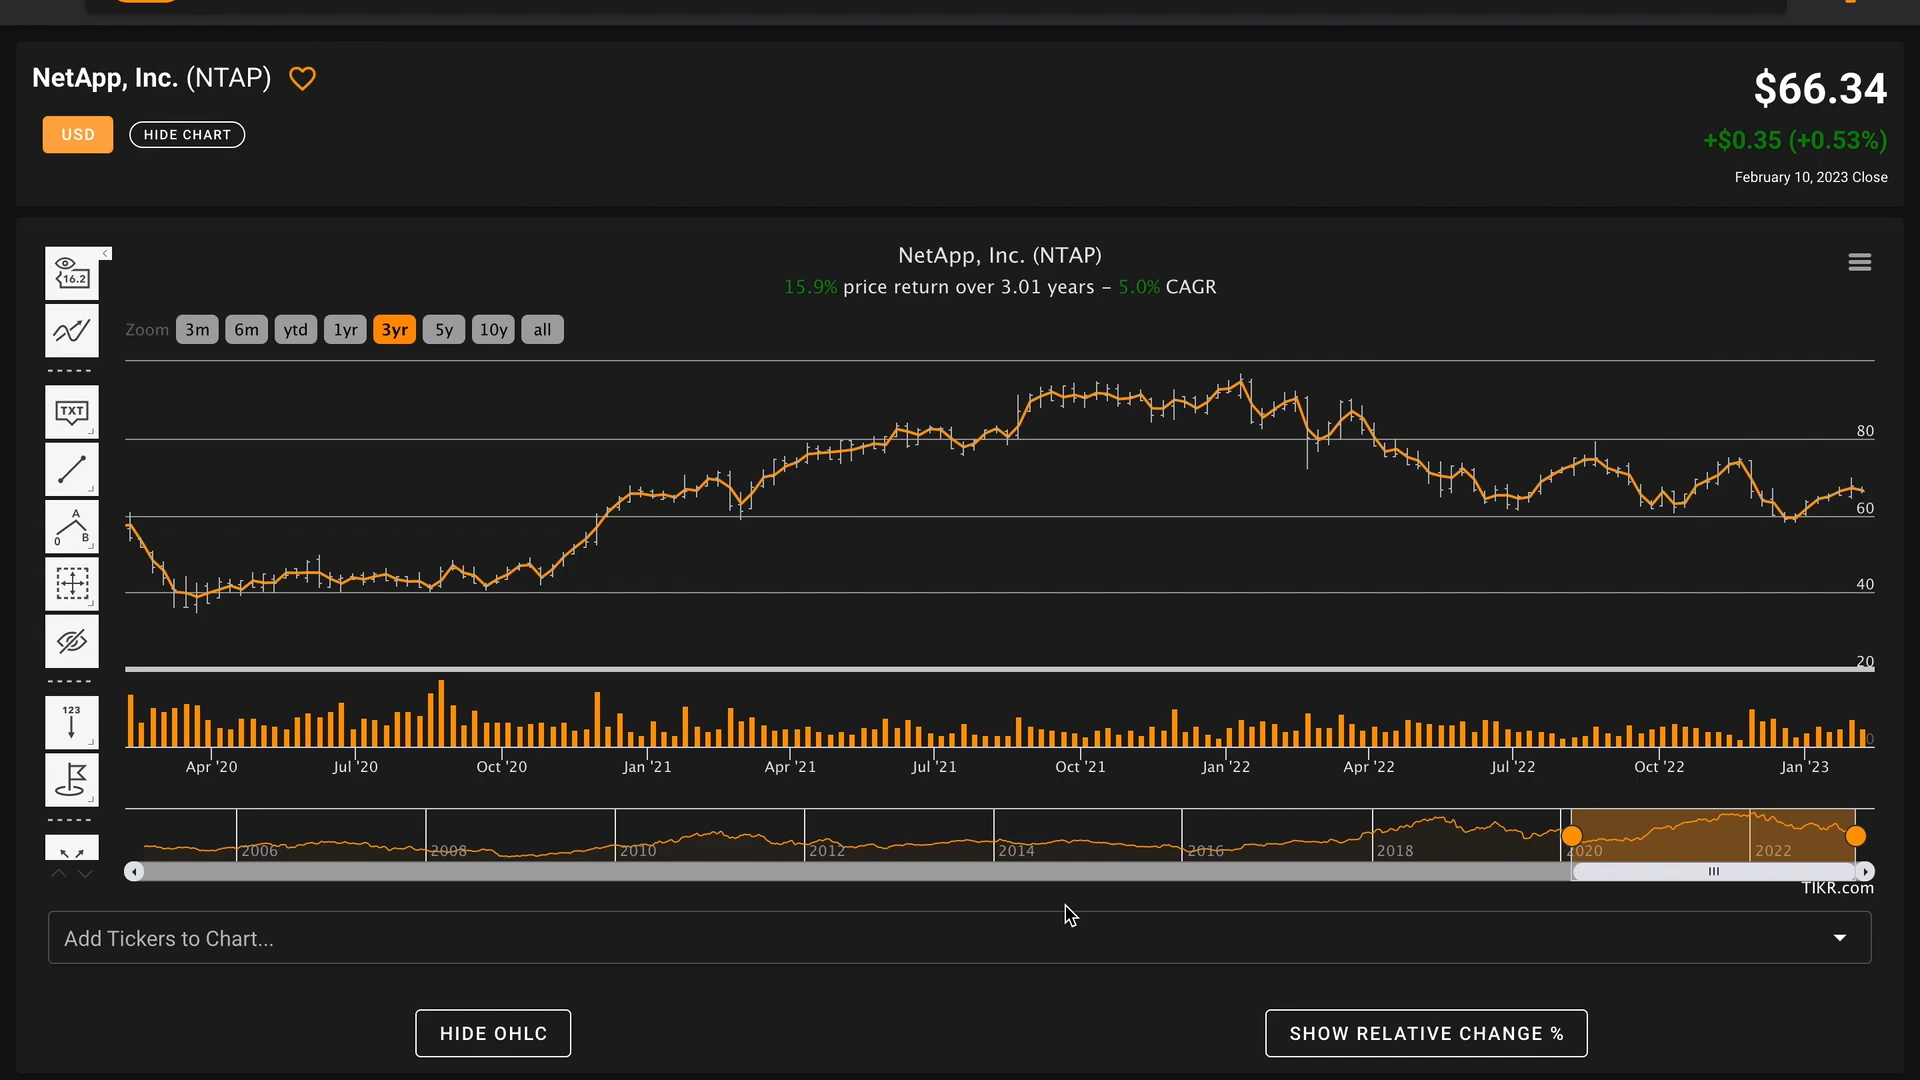 NetApp, Inc. (NTAP)
$66.34
USD
HIDE CHART
+$0.35 (+0.53%)
February 10, 2023 Close
NetApp, Inc. (NTAP)
15.9% price return over 3.01 years – 5.0% CAGR
Zoom 3m 6m ytd 1yr 3yr 5y 10y all
16.2
TXT
A
0 B
123
80
60
40
20
0
Apr '20 Jul '20 Oct '20 Jan '21 Apr '21 Jul '21 Oct '21 Jan '22 Apr '22 Jul '22 Oct '22 Jan '23
2006 2008 2010 2012 2014 2016 2018 2020 2022
TIKR.com
Add Tickers to Chart...
HIDE OHLC
SHOW RELATIVE CHANGE %